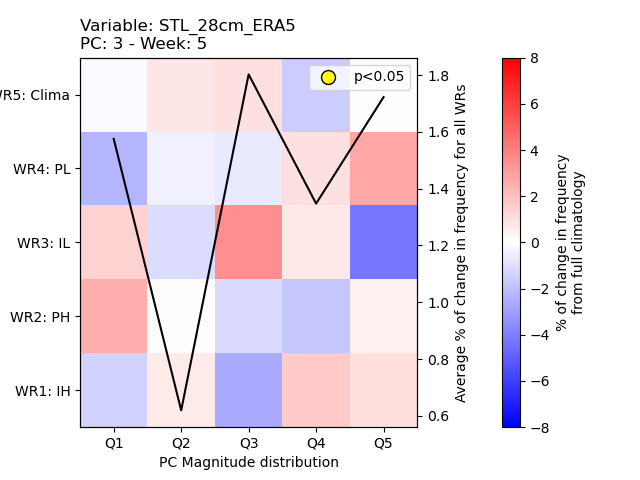 Variable: STL_28cm_ERA5
PC: 3 - Week: 5
p<0.05
WR5: Clima
WR4: PL
WR3: IL
WR2: PH
WR1: IH
Q1 Q2 Q3 Q4 Q5
PC Magnitude distribution
1.8
1.6
1.4
1.2
1.0
0.8
0.6
Average % of change in frequency for all WRs
8
6
4
2
0
−2
−4
−6
−8
% of change in frequency
from full climatology